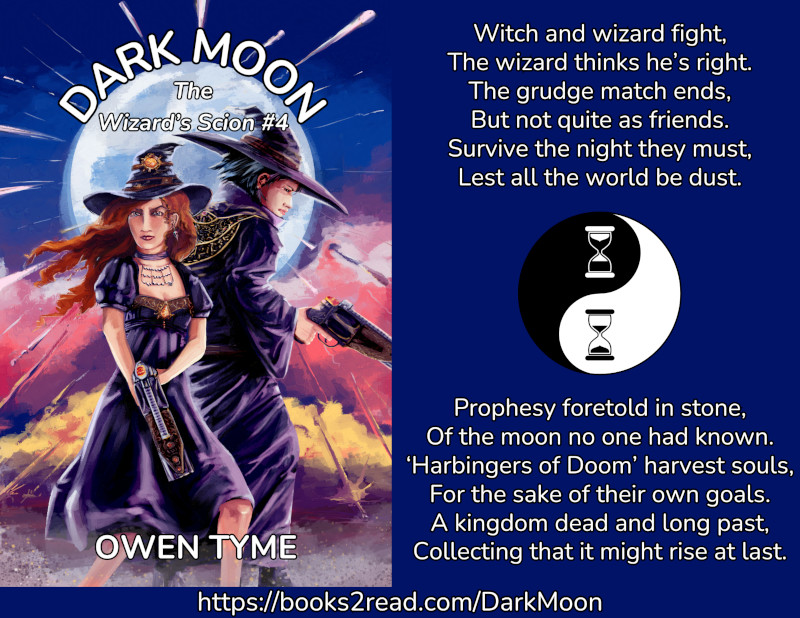 DARK MOON
The
Wizard's Scion #4
OWEN TYME
Witch and wizard fight,
The wizard thinks he's right.
The grudge match ends,
But not quite as friends.
Survive the night they must,
Lest all the world be dust.
Prophesy foretold in stone,
Of the moon no one had known.
‘Harbingers of Doom’ harvest souls,
For the sake of their own goals.
A kingdom dead and long past,
Collecting that it might rise at last.
https://books2read.com/DarkMoon